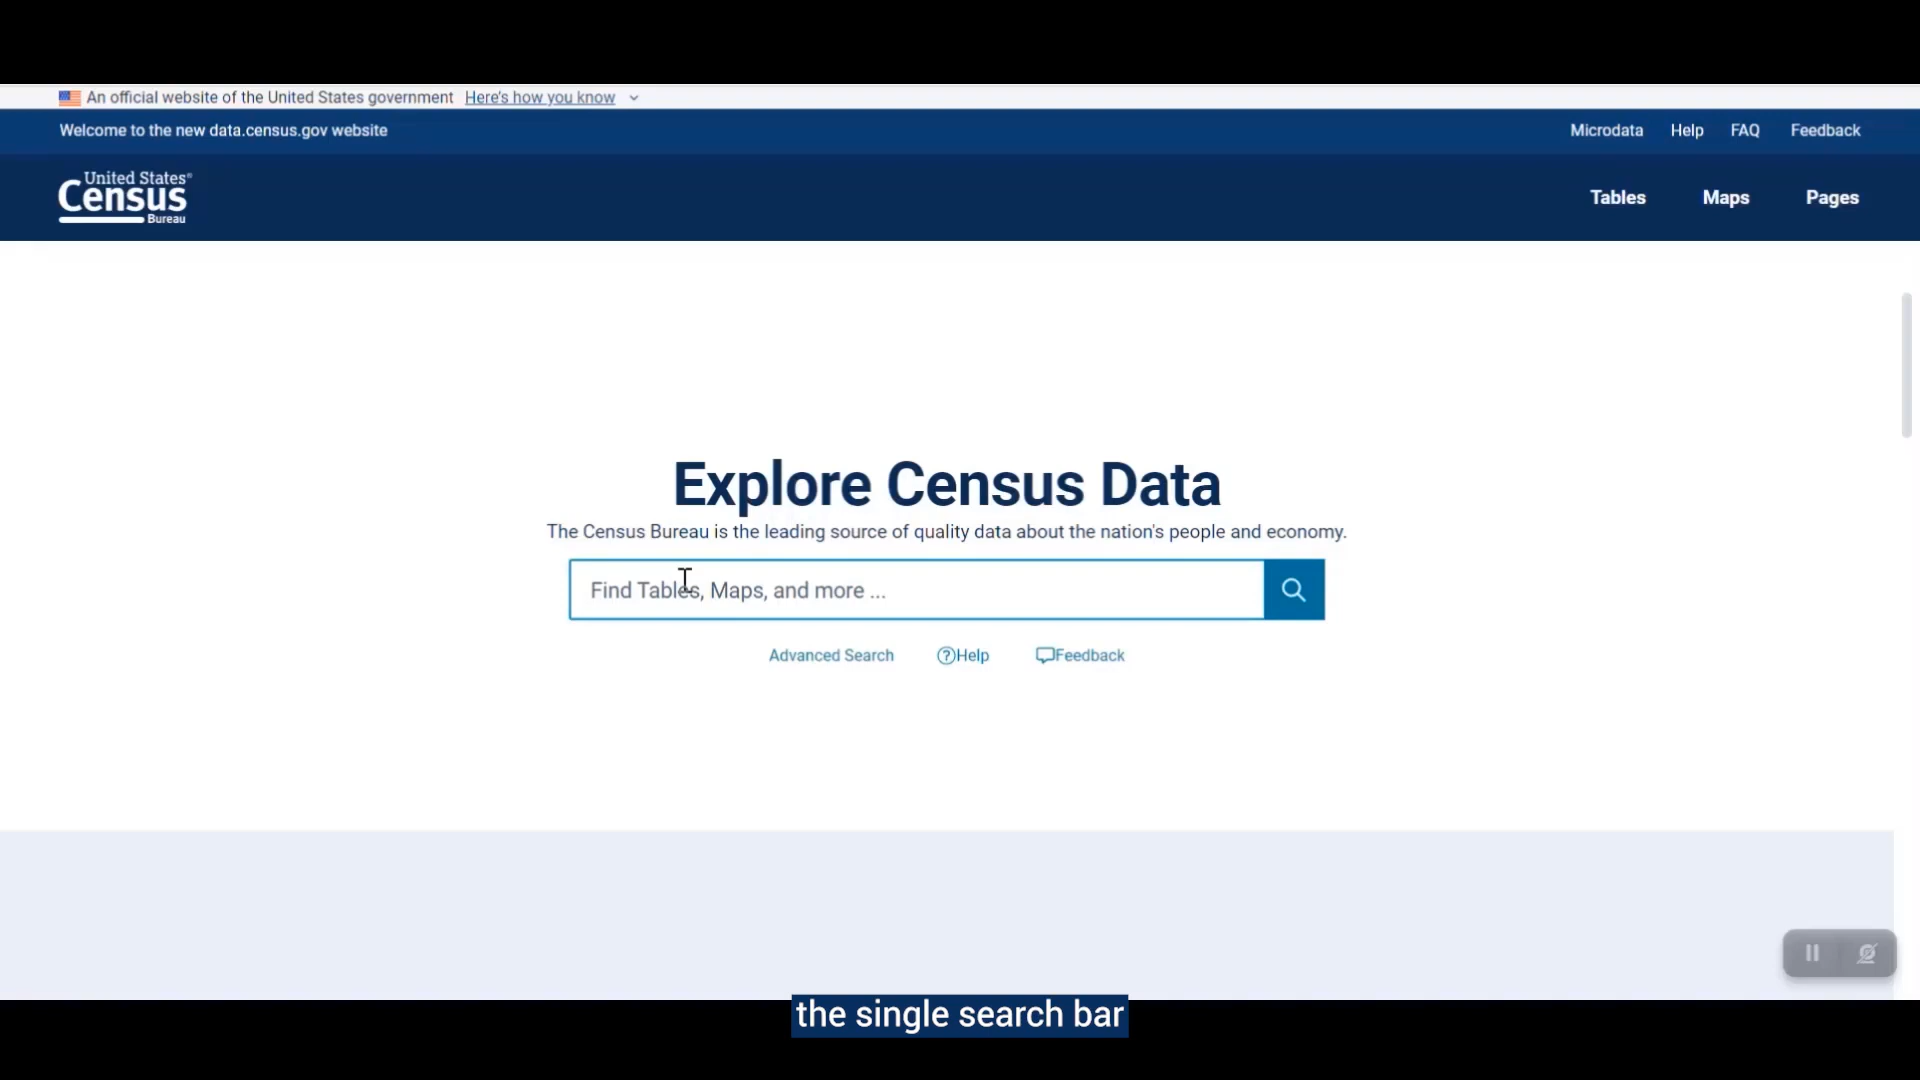 An official website of the United States government Here's how you know
Welcome to the new data.census.gov website
Microdata Help FAQ Feedback
United States®
Census
Bureau
Tables Maps Pages
Explore Census Data
The Census Bureau is the leading source of quality data about the nation's people and economy.
Find Tables, Maps, and more ...
Advanced Search Help Feedback
the single search bar